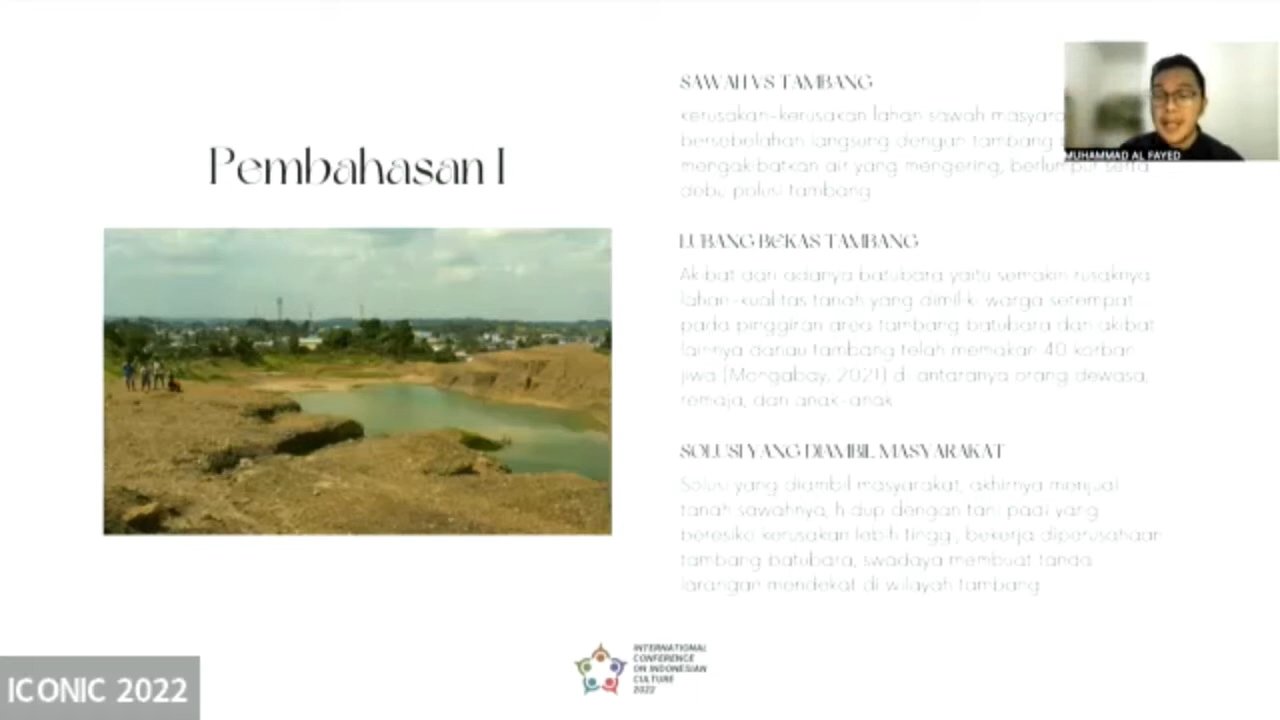 Pembahasan I
SAWAH VS TAMBANG
kerusakan-kerusakan lahan sawah
bersebelahan langsung dengan tambang
mengakibatkan air yang mengering, berlumpur serta
debu polusi tambang
LUBANG BEKAS TAMBANG
Akibat dari adanya batubara yaitu semakin rusaknya
lahan-kualitas tanah yang dimiliki warga setempat
pada pinggiran area tambang batubara dan akibat
lainnya danau tambang telah memakan 40 korban
jiwa (Mongabay, 2021) di antaranya orang dewasa,
remaja, dan anak-anak
SOLUSI YANG DIAMBIL MASYARAKAT
Solusi yang diambil masyarakat, akhirnya menjual
tanah sawahnya, hidup dengan tani padi yang
beresiko kerusakan lebih tinggi, bekerja diperusahaan
tambang batubara, swadaya membuat tanda
larangan mendekat di wilayah tambang
MUHAMMAD AL FAYED
INTERNATIONAL
CONFERENCE
ON INDONESIAN
CULTURE
2022
ICONIC 2022